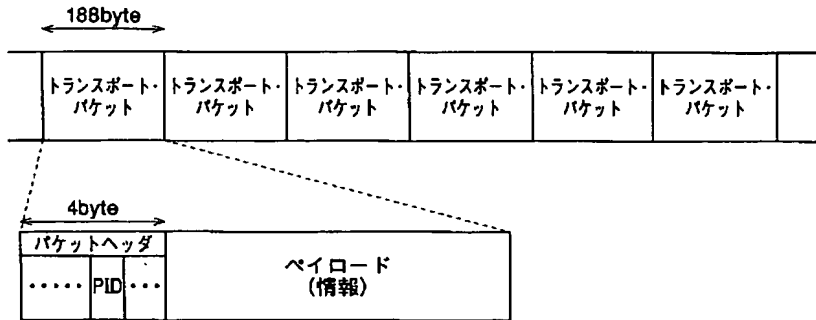 188byte
トランスポート・ トランスポート・ トランスポート・ トランスポート・ トランスポート・ トランスポート・
パケット パケット パケット パケット パケット パケット
4byte
パケットヘッダ
・・・・・ PID ・・・
ペイロード
(情報)